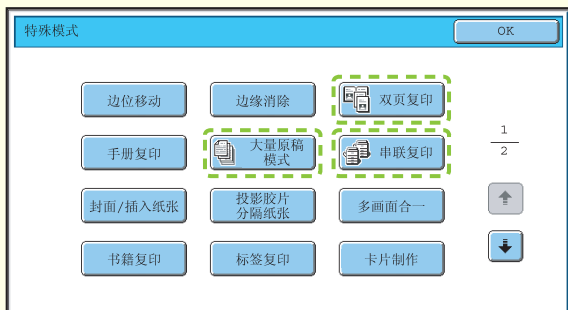 特殊模式
OK
边位移动
边缘消除
双页复印
手册复印
大量原稿
模式
串联复印
1
2
封面/插入纸张
投影胶片
分隔纸张
多画面合一
书籍复印
标签复印
卡片制作